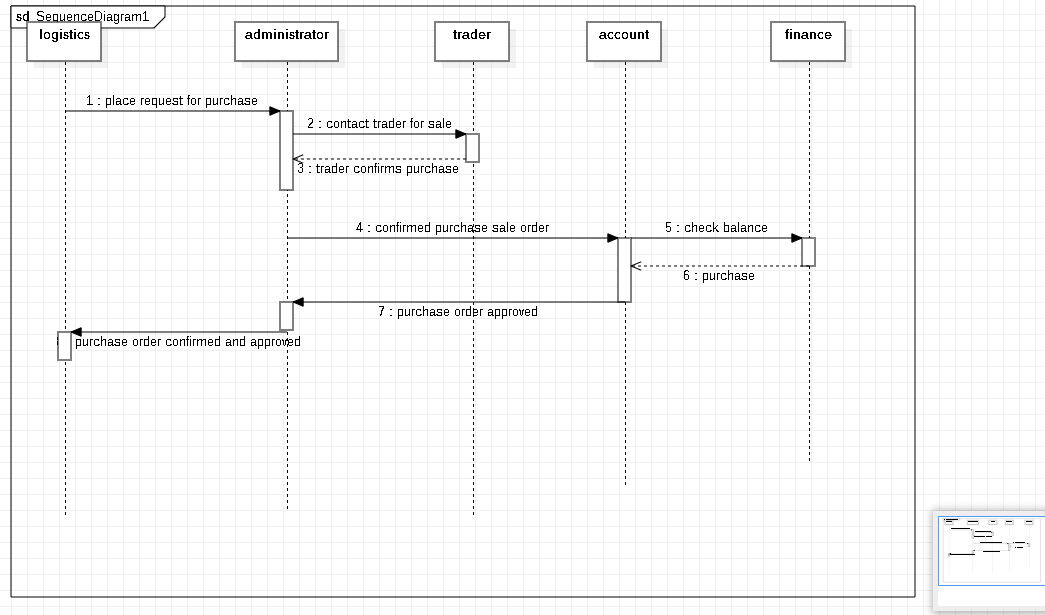 sd SequenceDiagram1
logistics
administrator
trader
account
finance
1 : place request for purchase
2 : contact trader for sale
3 : trader confirms purchase
4 : confirmed purchase sale order
5 : check balance
6 : purchase
7 : purchase order approved
purchase order confirmed and approved